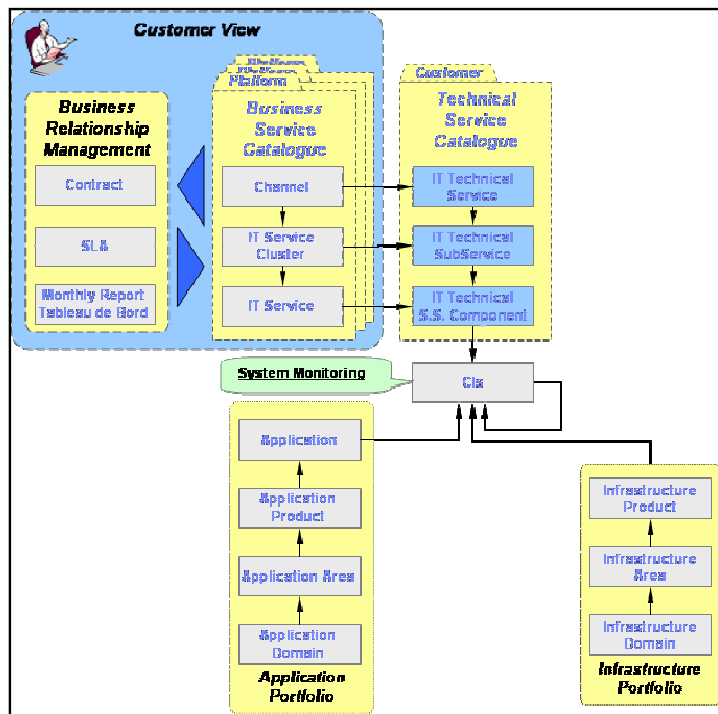 Customer View
Platform
Platform
Platform
Customer
Business
Relationship
Management
Contract
SLA
Monthly Report
Tableau de Bord
Business
Service
Catalogue
Channel
IT Service
Cluster
IT Service
Technical
Service
Catalogue
IT Technical
Service
IT Technical
SubService
IT Technical
S.S. Component
System Monitoring
CIs
Application
Application
Product
Application Area
Application
Domain
Application
Portfolio
Infrastructure
Product
Infrastructure
Area
Infrastructure
Domain
Infrastructure
Portfolio